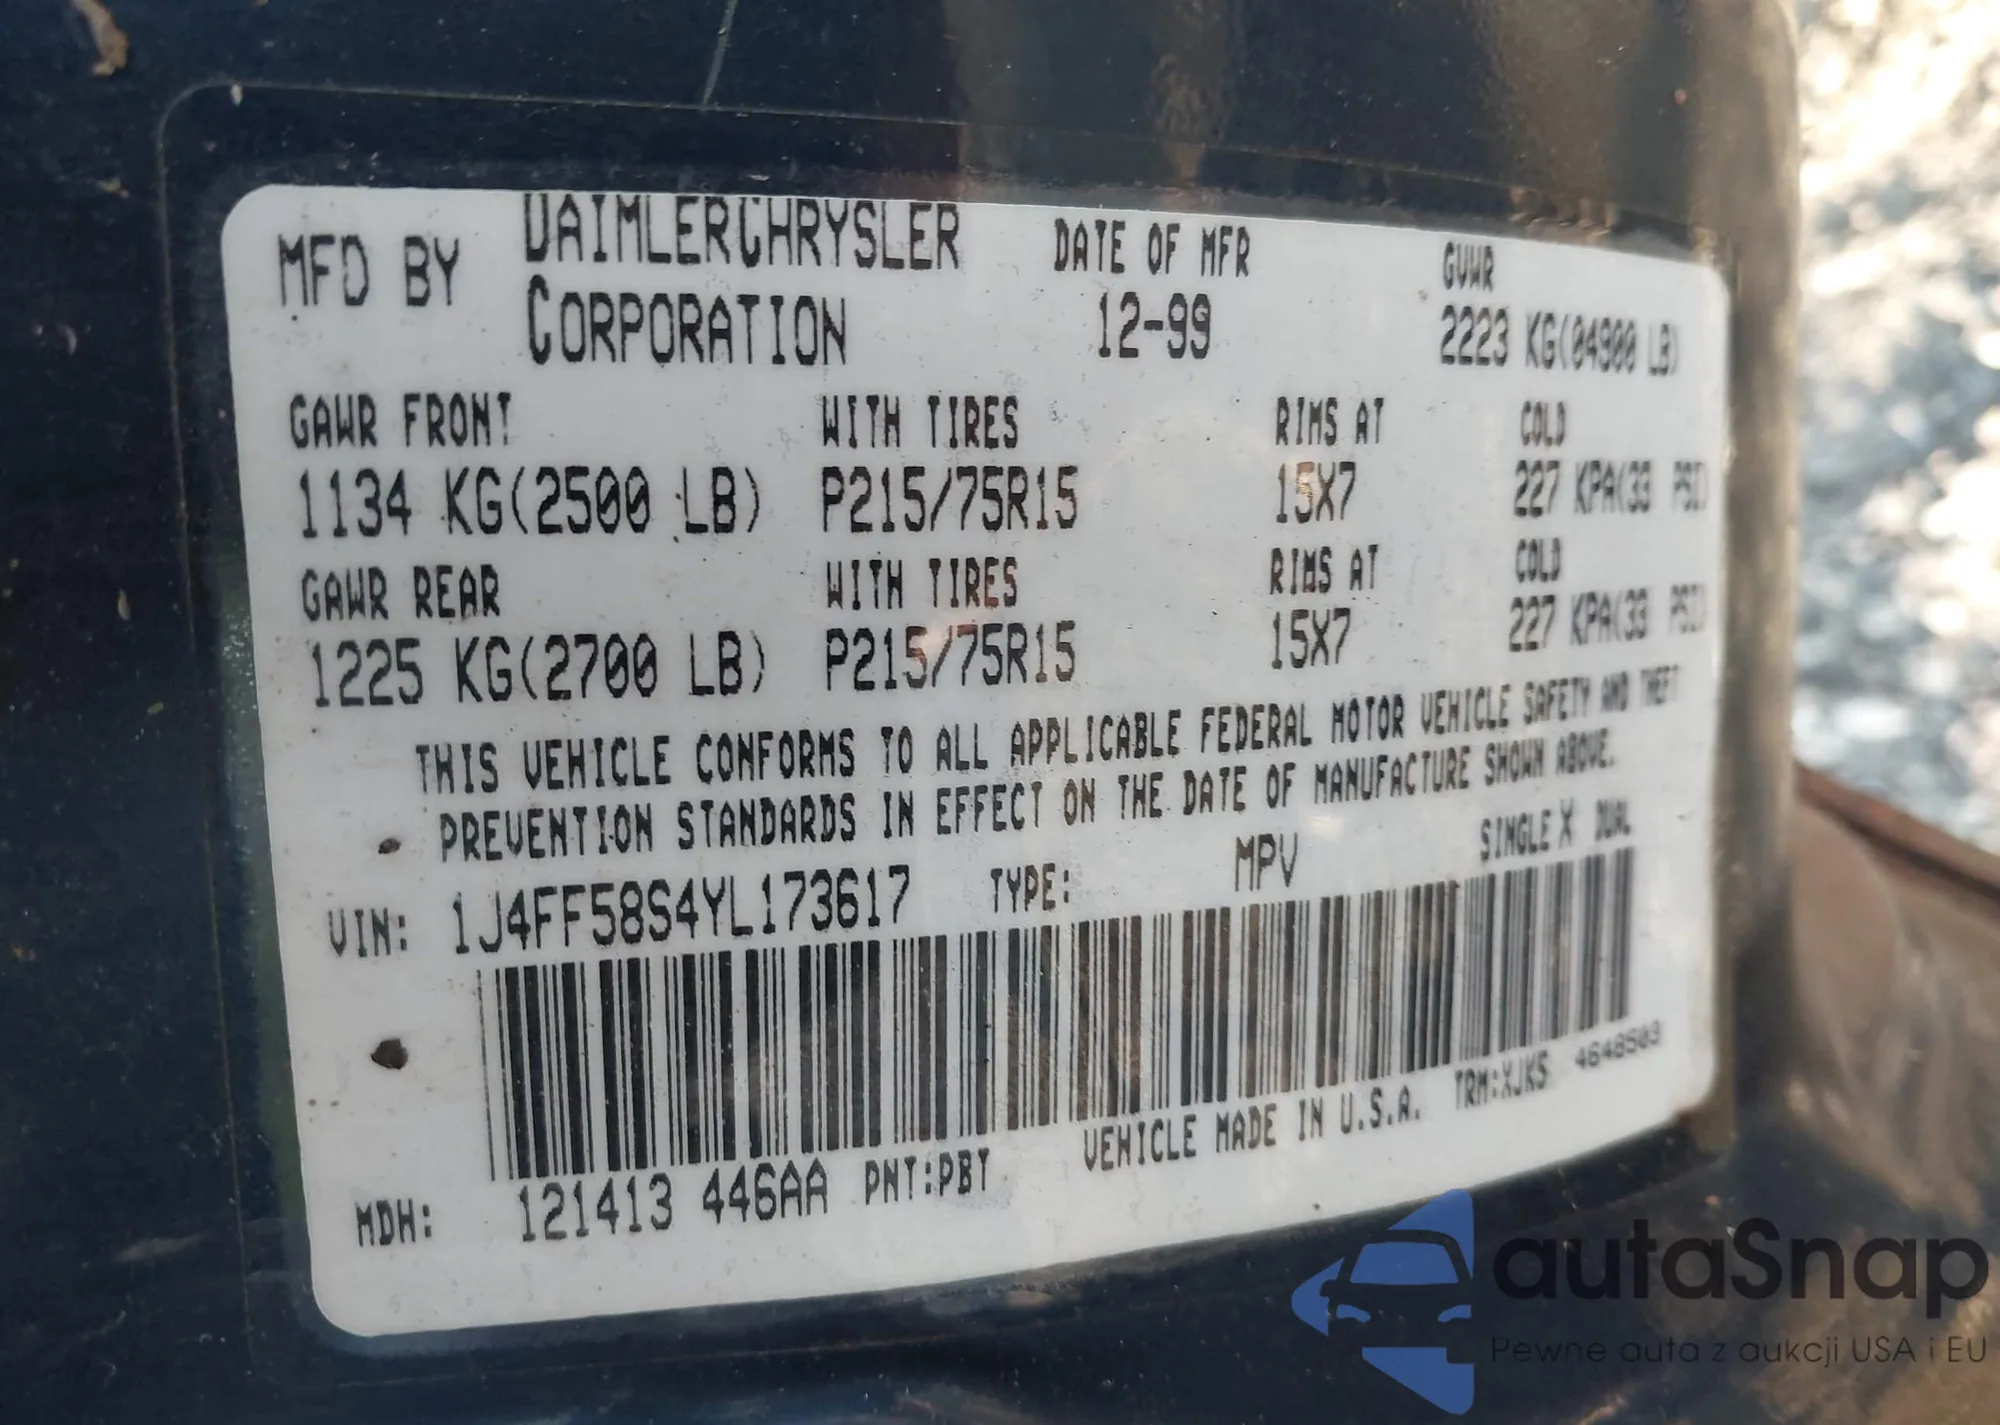 MFD BY DAIMLERCHRYSLER CORPORATION DATE OF MFR 12-99 GVWR 2223 KG(04900 LB)
GAWR FRONT WITH TIRES RIMS AT COLD
1134 KG(2500 LB) P215/75R15 15X7 227 KPA(33 PSI)
GAWR REAR WITH TIRES RIMS AT COLD
1225 KG(2700 LB) P215/75R15 15X7 227 KPA(33 PSI)
THIS VEHICLE CONFORMS TO ALL APPLICABLE FEDERAL MOTOR VEHICLE SAFETY AND THEFT
PREVENTION STANDARDS IN EFFECT ON THE DATE OF MANUFACTURE SHOWN ABOVE.
VIN: 1J4FF58S4YL173617 TYPE: MPV SINGLE X DUAL
MDH: 121413 446AA PNT:PBT VEHICLE MADE IN U.S.A. TRM:XJK5 4648503
autaSnap
Pewne auta z aukcji USA i EU